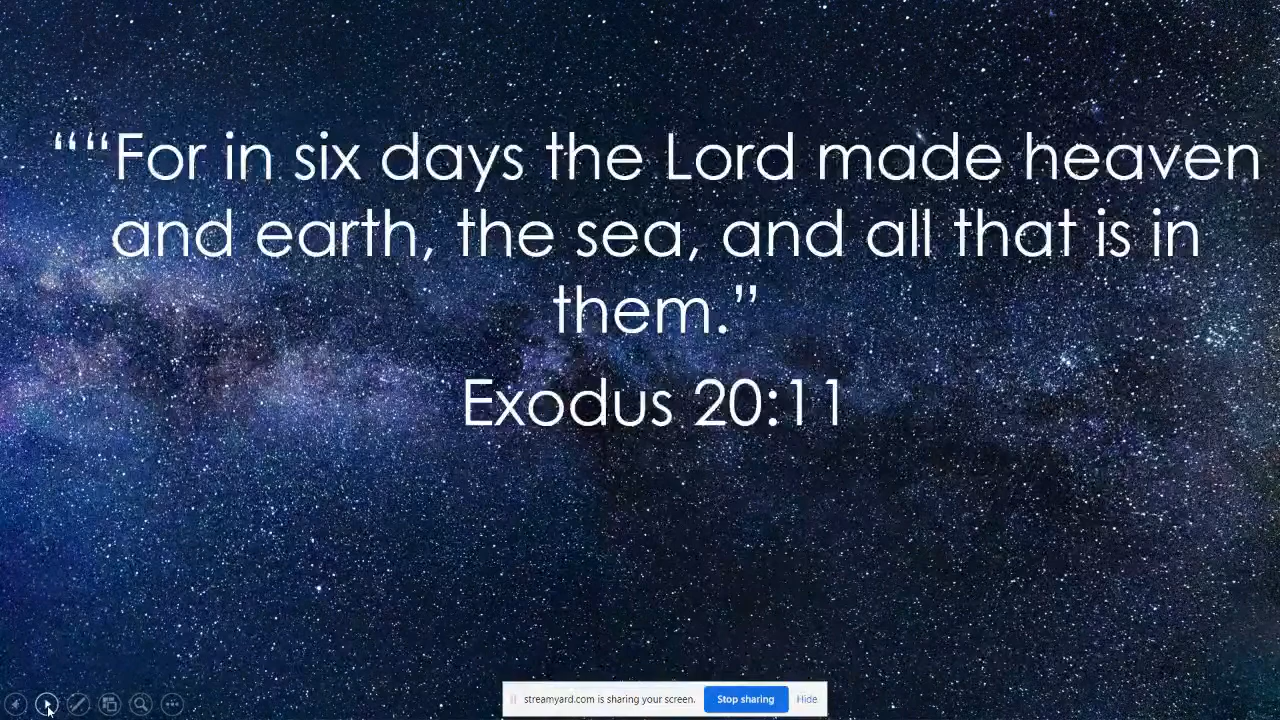 ““For in six days the Lord made heaven
and earth, the sea, and all that is in
them.”
Exodus 20:11
streamyard.com is sharing your screen. Stop sharing Hide